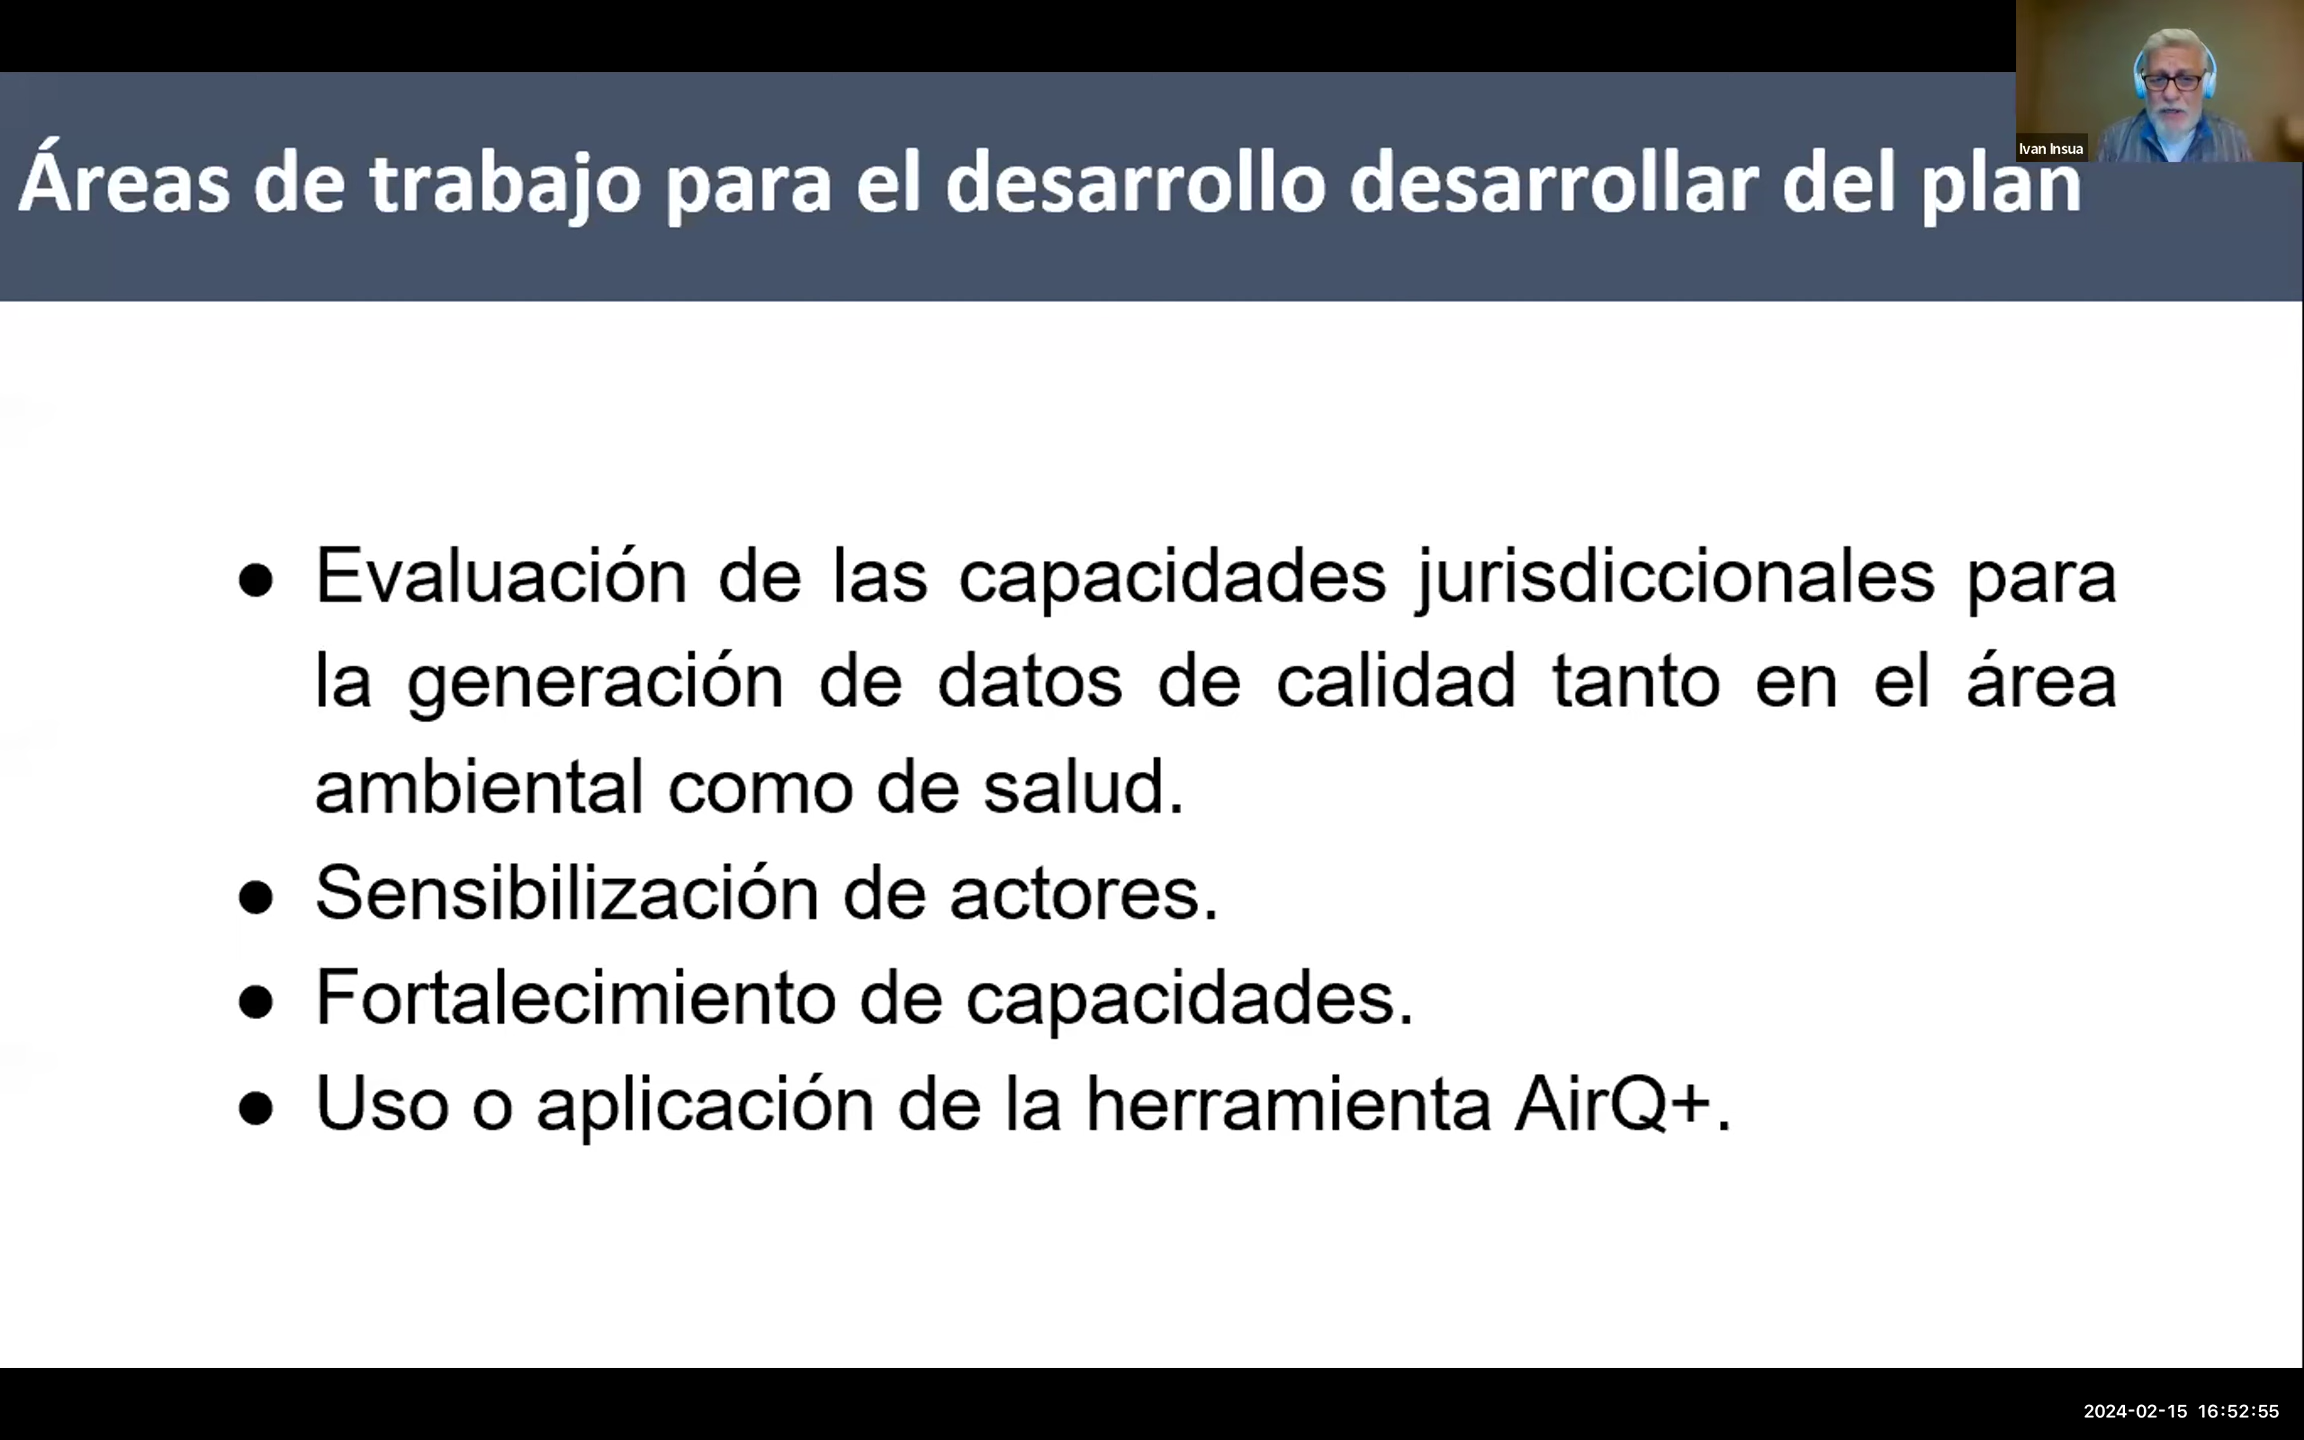 Ivan Insua
Áreas de trabajo para el desarrollo desarrollar del plan
● Evaluación de las capacidades jurisdiccionales para
la generación de datos de calidad tanto en el área
ambiental como de salud.
● Sensibilización de actores.
● Fortalecimiento de capacidades.
● Uso o aplicación de la herramienta AirQ+.
2024-02-15 16:52:55